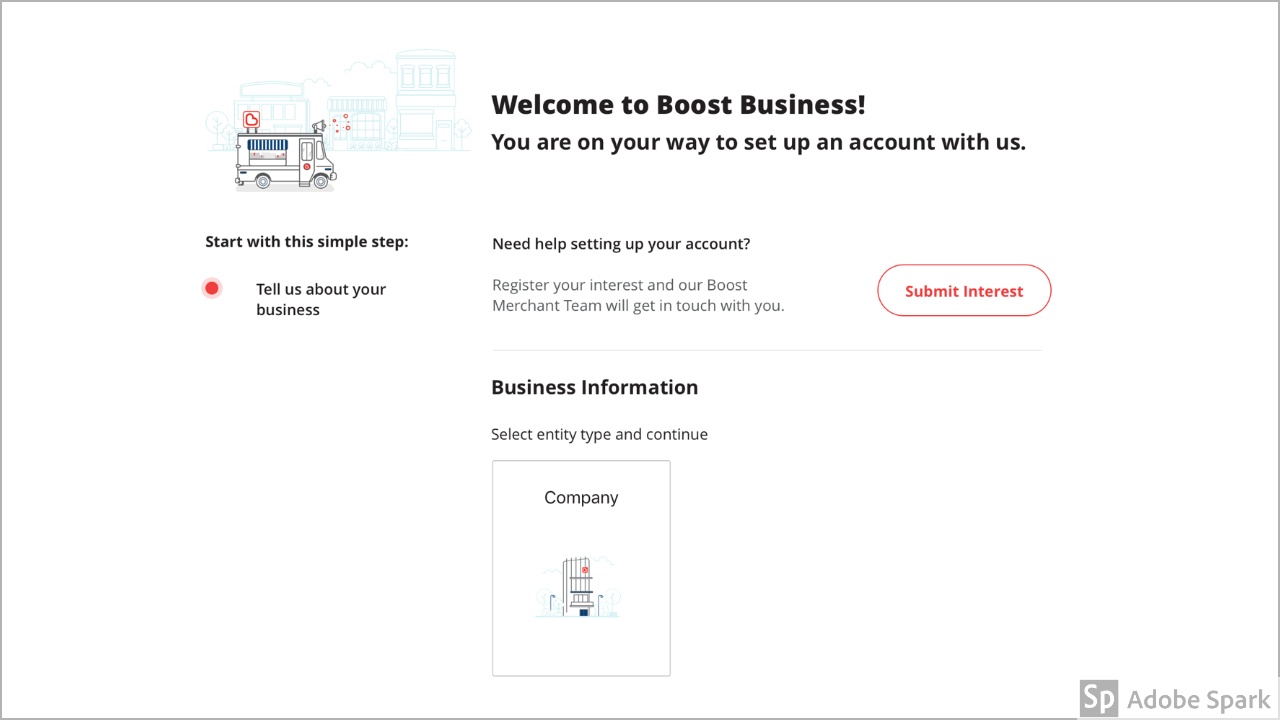 Welcome to Boost Business!
You are on your way to set up an account with us.
Start with this simple step:
Tell us about your
business
Need help setting up your account?
Register your interest and our Boost
Merchant Team will get in touch with you.
Submit Interest
Business Information
Select entity type and continue
Company
Sp Adobe Spark